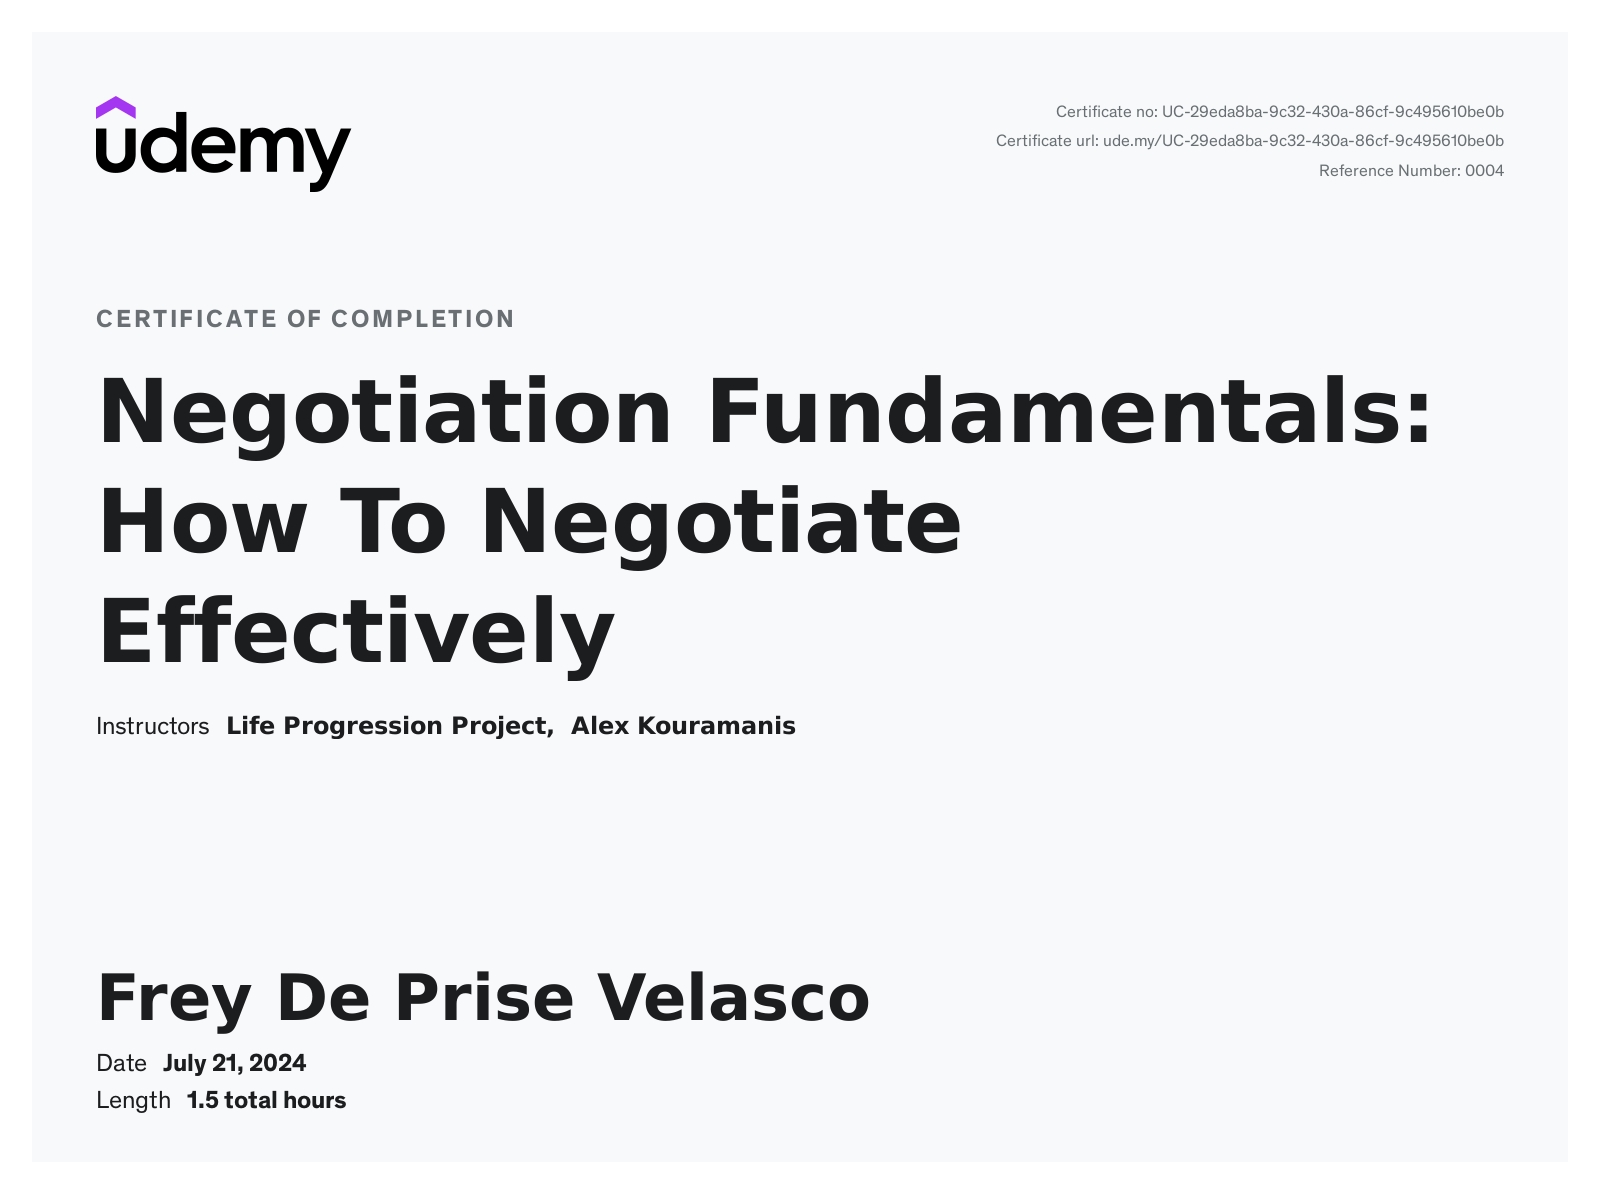 udemy
Certificate no: UC-29eda8ba-9c32-430a-86cf-9c495610be0b
Certificate url: ude.my/UC-29eda8ba-9c32-430a-86cf-9c495610be0b
Reference Number: 0004
CERTIFICATE OF COMPLETION
Negotiation Fundamentals:
How To Negotiate
Effectively
Instructors Life Progression Project, Alex Kouramanis
Frey De Prise Velasco
Date July 21, 2024
Length 1.5 total hours